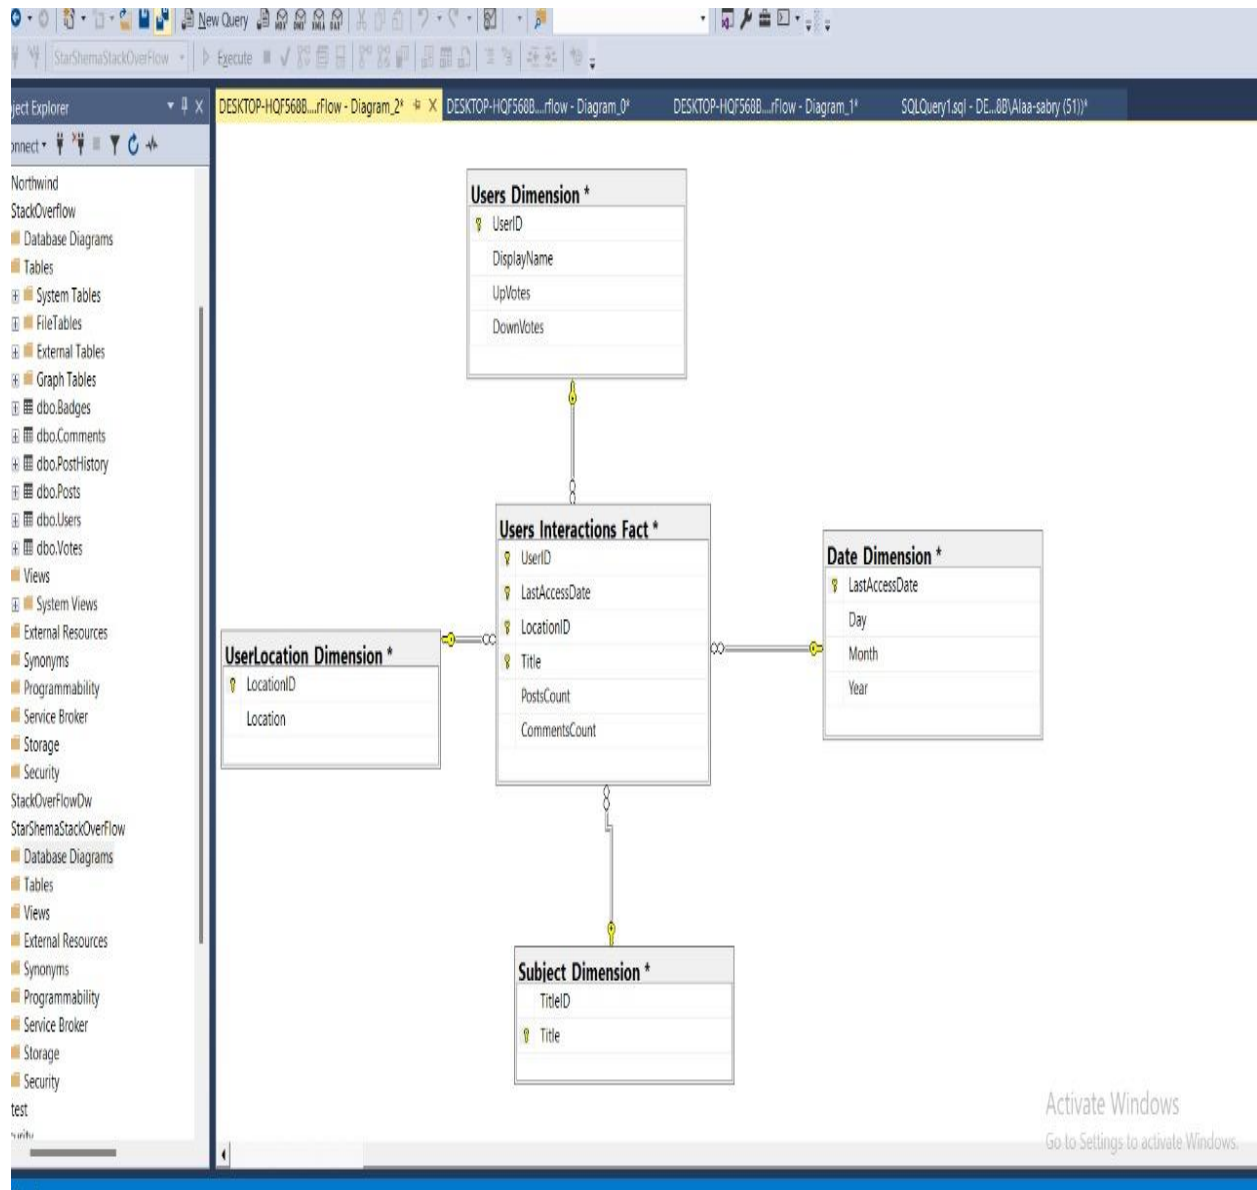 New Query
MDX DMX XMLA DAX
StarShemaStackOverFlow
Execute
ject Explorer
DESKTOP-HQF568B....rFlow - Diagram_2*
DESKTOP-HQF568B....rflow - Diagram_0*
DESKTOP-HQF568B....rFlow - Diagram_1*
SQLQuery1.sql - DE...8B\Alaa-sabry (51))*
onnect
Northwind
StackOverflow
Database Diagrams
Tables
System Tables
FileTables
External Tables
Graph Tables
dbo.Badges
dbo.Comments
dbo.PostHistory
dbo.Posts
dbo.Users
dbo.Votes
Views
System Views
External Resources
Synonyms
Programmability
Service Broker
Storage
Security
StackOverFlowDw
StarShemaStackOverFlow
Database Diagrams
Tables
Views
External Resources
Synonyms
Programmability
Service Broker
Storage
Security
test
Users Dimension *
UserID
DisplayName
UpVotes
DownVotes
Users Interactions Fact *
UserID
LastAccessDate
LocationID
Title
PostsCount
CommentsCount
Date Dimension *
LastAccessDate
Day
Month
Year
UserLocation Dimension *
LocationID
Location
Subject Dimension *
TitleID
Title
Activate Windows
Go to Settings to activate Windows.